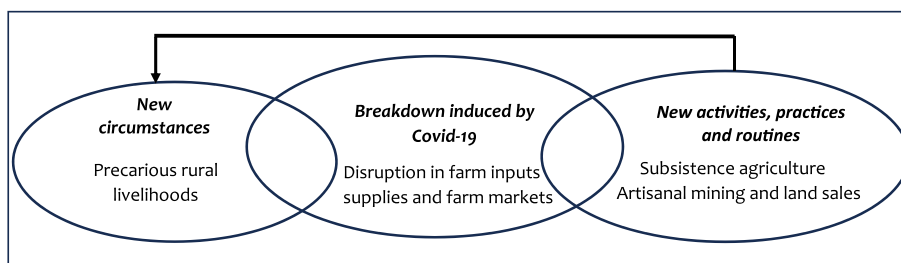 New
circumstances
Precarious rural
livelihoods
Breakdown induced by
Covid-19
Disruption in farm inputs
supplies and farm markets
New activities, practices
and routines
Subsistence agriculture
Artisanal mining and land sales